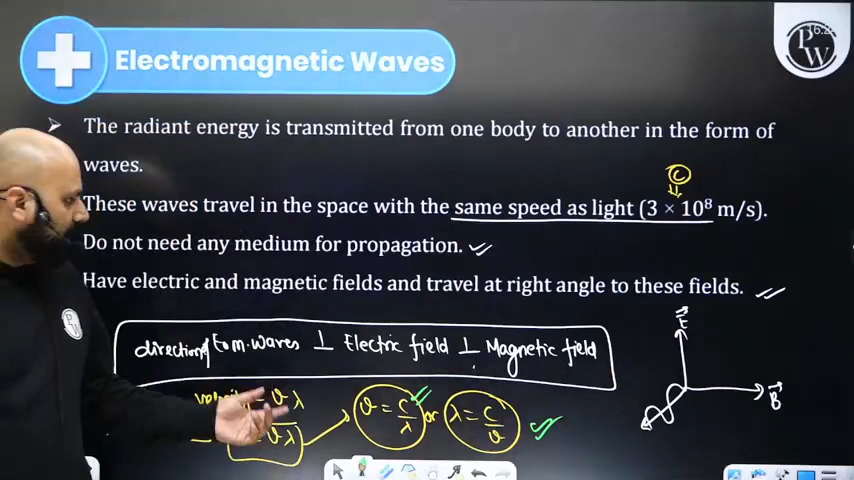 Electromagnetic Waves
The radiant energy is transmitted from one body to another in the form of
waves.
C
These waves travel in the space with the same speed as light (3 × 10⁸ m/s).
Do not need any medium for propagation.
Have electric and magnetic fields and travel at right angle to these fields.
E
direction of E.m. waves ⊥ Electric field ⊥ Magnetic field
B
= υ λ
υ = c/λ or λ = c/υ
= υλ